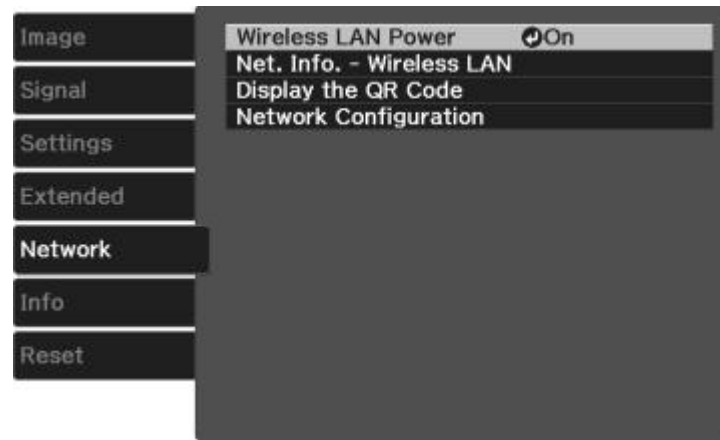 Image
Signal
Settings
Extended
Network
Info
Reset
Wireless LAN Power On
Net. Info. - Wireless LAN
Display the QR Code
Network Configuration